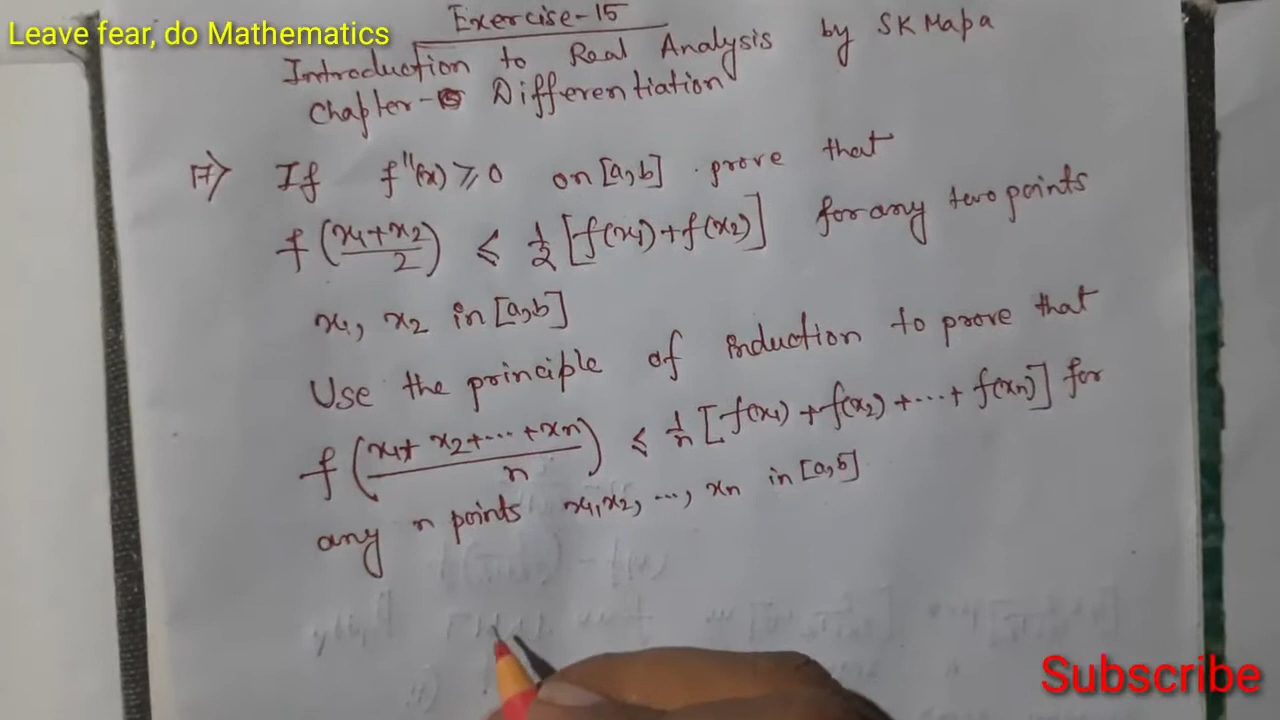 Leave fear, do Mathematics
Exercise-15
Introduction to Real Analysis by SK Mapa
Chapter- Differentiation
17) If f''(x) ≥ 0 on [a,b]. prove that
f((x1+x2)/2) ≤ 1/2 [f(x1)+f(x2)] for any two points
x1, x2 in [a,b]
Use the principle of induction to prove that
f((x1+x2+...+xn)/n) ≤ 1/n [f(x1)+f(x2)+...+f(xn)] for
any n points x1,x2,...,xn in [a,b]
Subscribe